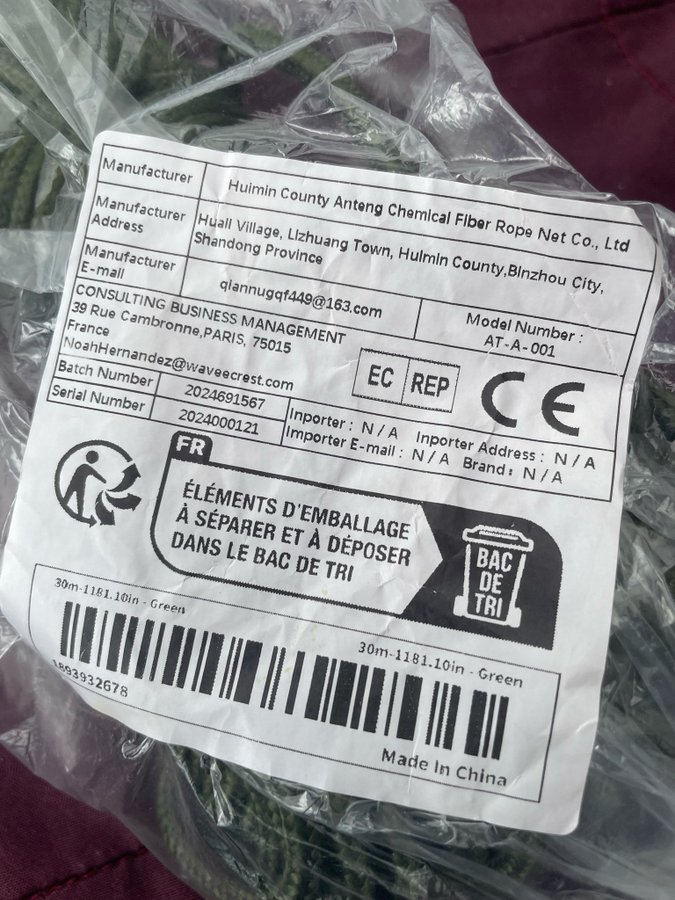 Manufacturer
Huimin County Anteng Chemical Fiber Rope Net Co., Ltd
Manufacturer
Address
Huali Village, Lizhuang Town, Huimin County,Binzhou City,
Shandong Province
Manufacturer
E-mail
qiannugqf449@163.com
Model Number :
AT-A-001
CONSULTING BUSINESS MANAGEMENT
39 Rue Cambronne,PARIS, 75015
France
NoahHernandez@waveecrest.com
EC REP
CE
Batch Number
2024691567
Serial Number
2024000121
Inporter : N/A Inporter Address : N/A
Importer E-mail : N/A Brand: N/A
FR
ÉLÉMENTS D'EMBALLAGE
À SÉPARER ET À DÉPOSER
DANS LE BAC DE TRI
BAC
DE
TRI
30m-1181.10in - Green
30m-1181.10in - Green
1893932678
Made In China